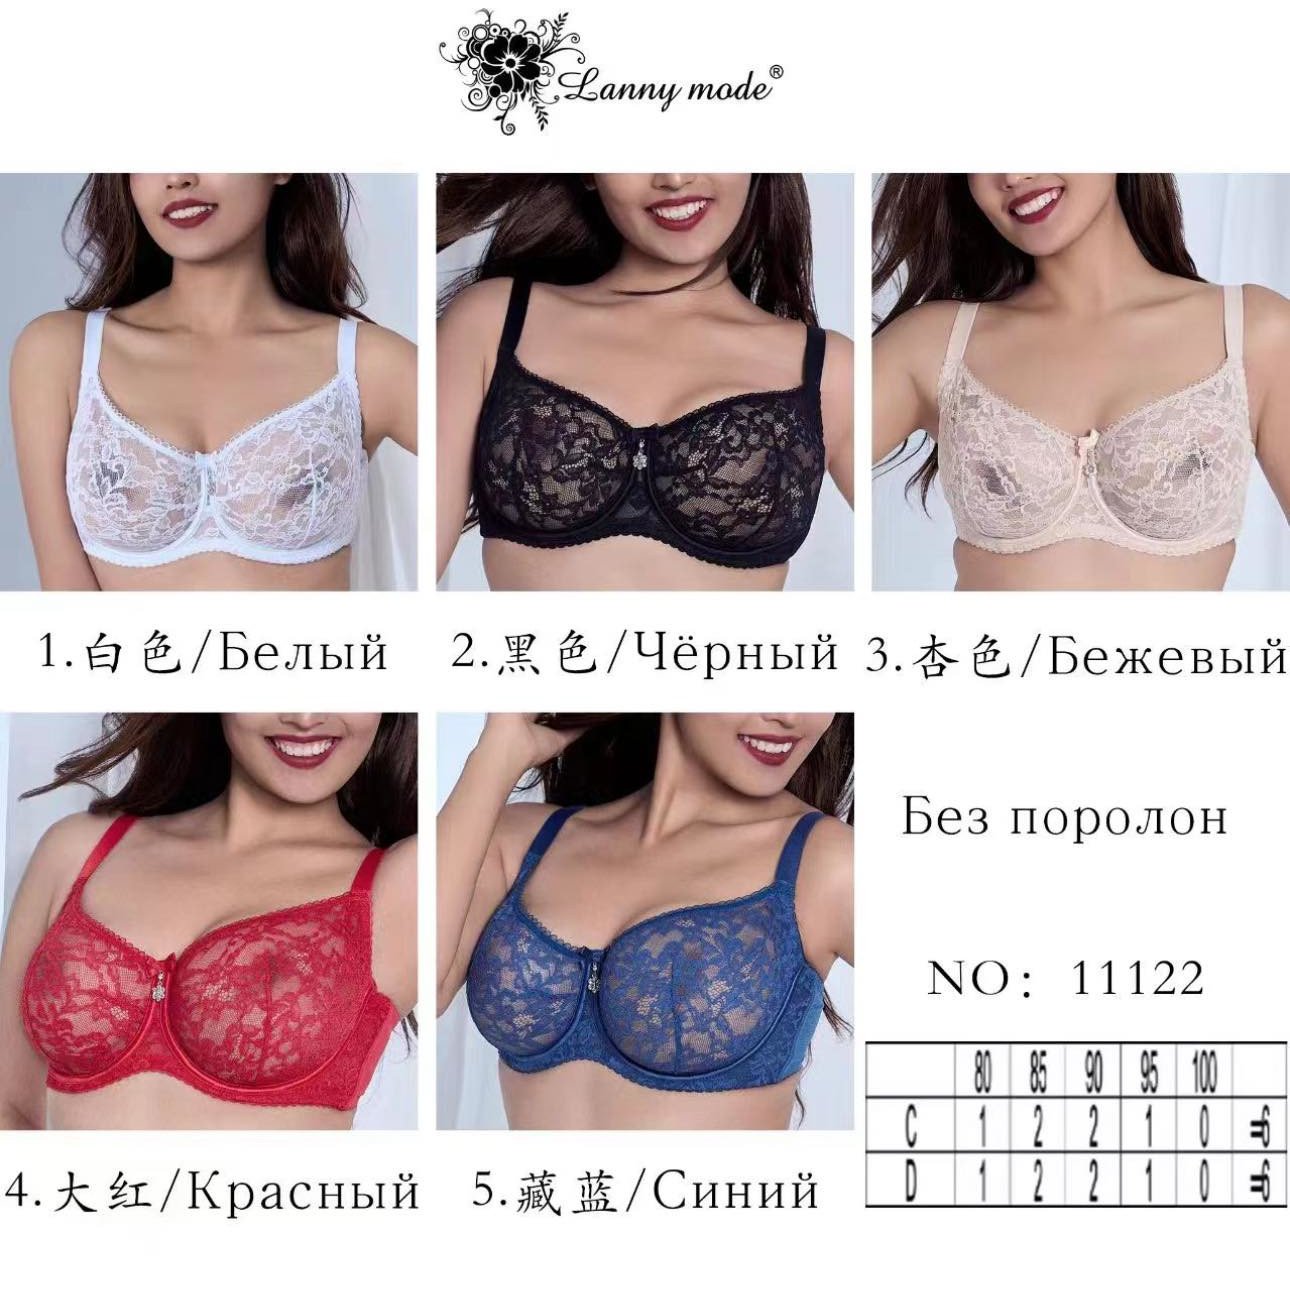 Lanny mode®
1.白色/Белый
2.黑色/Чёрный
3.杏色/Бежевый
4.大红/Красный
5.藏蓝/Синий
Без поролон
NO: 11122
80 85 90 95 100
C 1 2 2 1 0 =6
D 1 2 2 1 0 =6